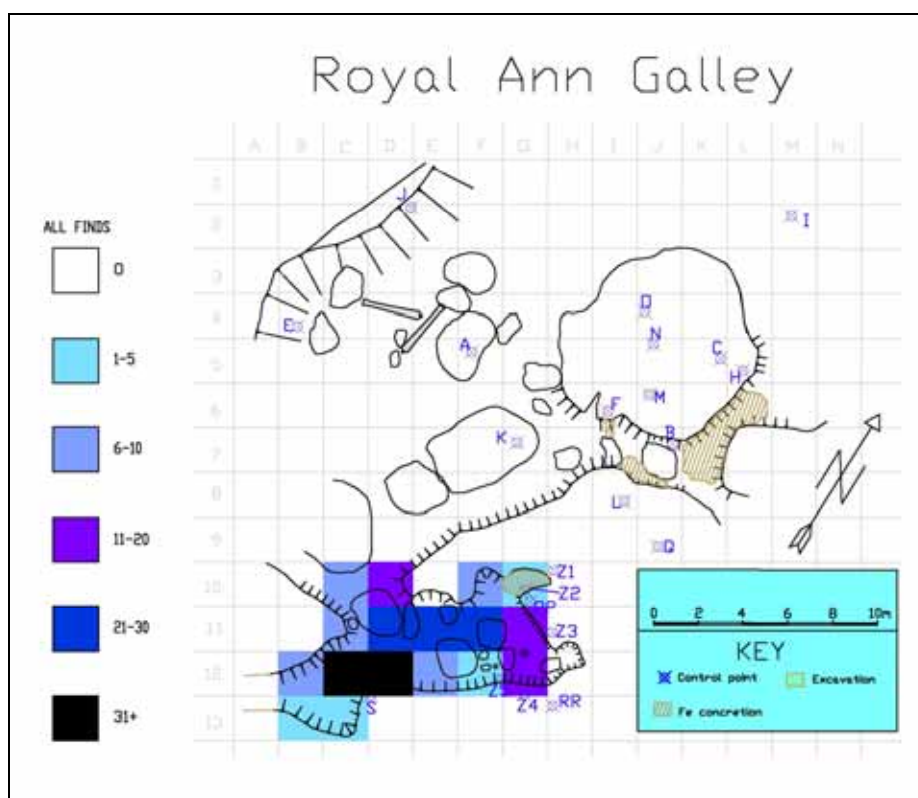 Royal Ann Galley
A B C D E F G H I J K L M N
1
2
3
4
5
6
7
8
9
10
11
12
13
ALL FINDS
0
1-5
6-10
11-20
21-30
31+
J
I
E
A
D
N
C
H
M
F
B
K
L
Q
Z1
Z2
Z3
Z4
RR
S
N
0 2 4 6 8 10m
KEY
Control point
Excavation
Fe concretion